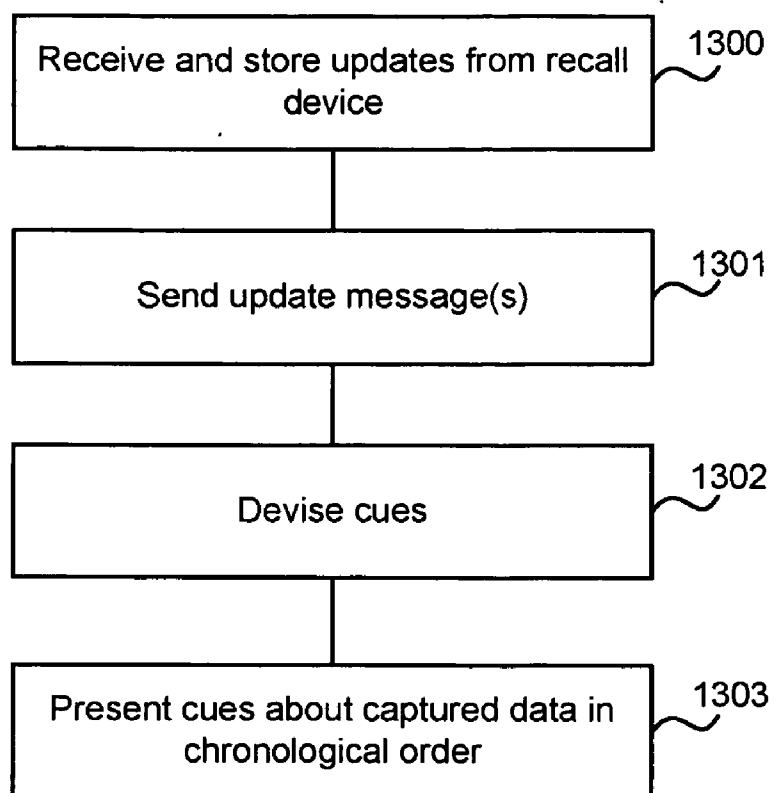 1300
Receive and store updates from recall
device
1301
Send update message(s)
1302
Devise cues
1303
Present cues about captured data in
chronological order